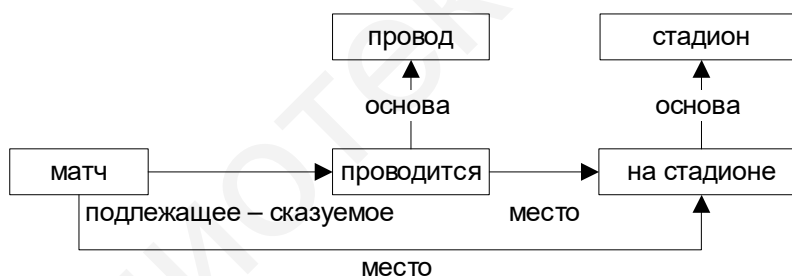 провод
стадион
основа
основа
матч
проводится
на стадионе
подлежащее – сказуемое
место
место